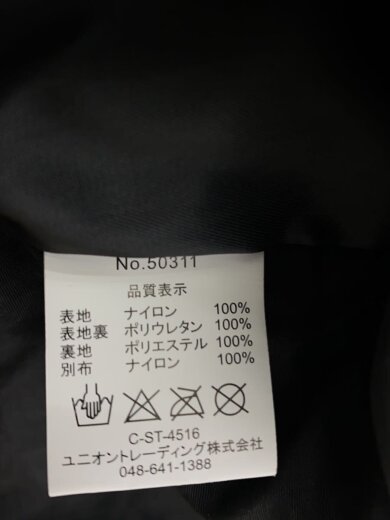 No.50311
品質表示
表地 ナイロン 100%
表地裏 ポリウレタン 100%
裏地 ポリエステル 100%
別布 ナイロン 100%
C-ST-4516
ユニオントレーディング株式会社
048-641-1388